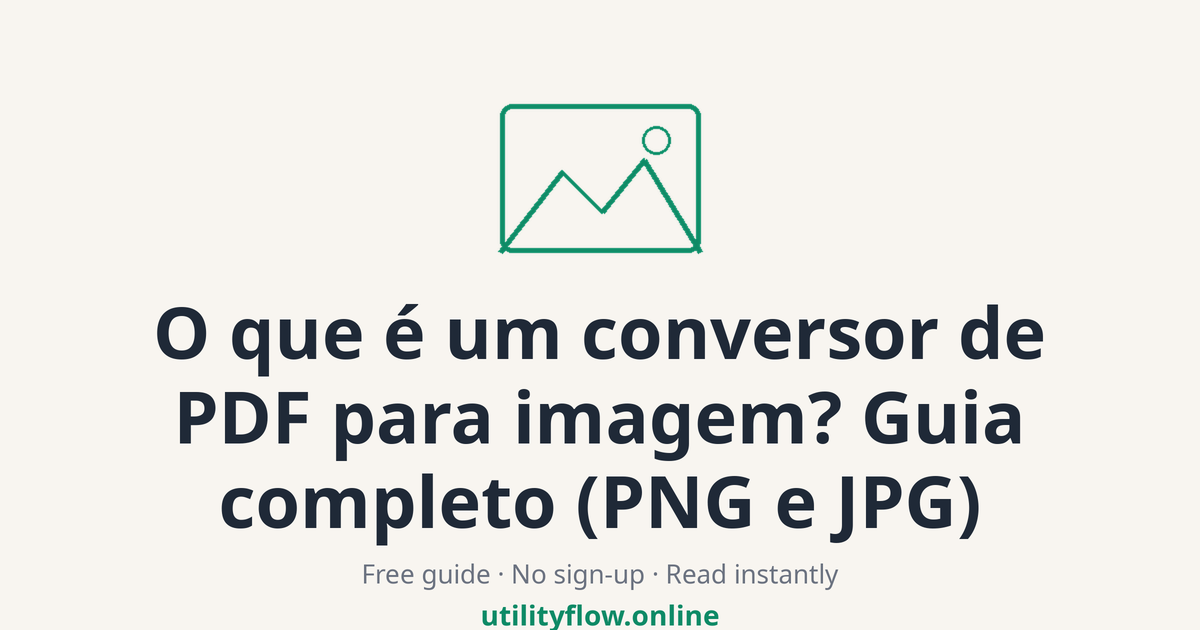 O que é um conversor de
PDF para imagem? Guia
completo (PNG e JPG)
Free guide · No sign-up · Read instantly
utilityflow.online